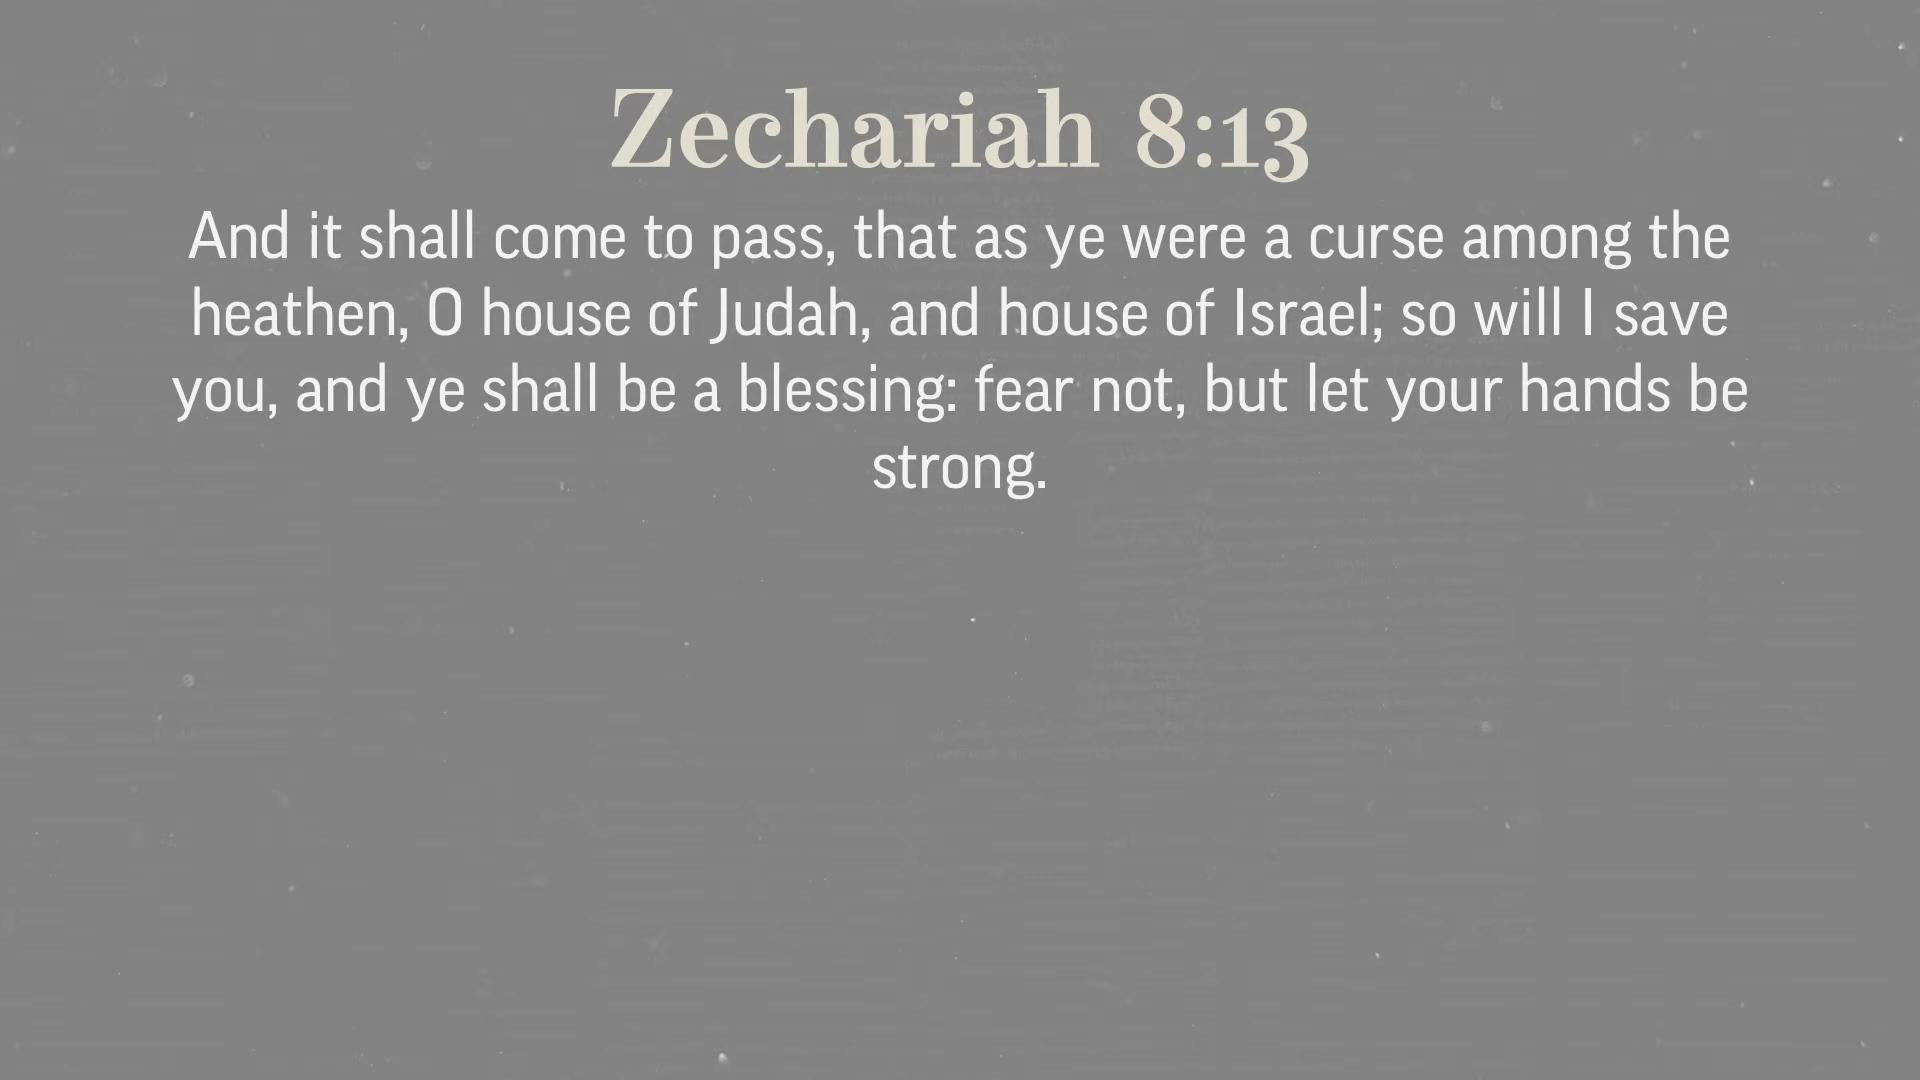 Zechariah 8:13
And it shall come to pass, that as ye were a curse among the
heathen, O house of Judah, and house of Israel; so will I save
you, and ye shall be a blessing: fear not, but let your hands be
strong.